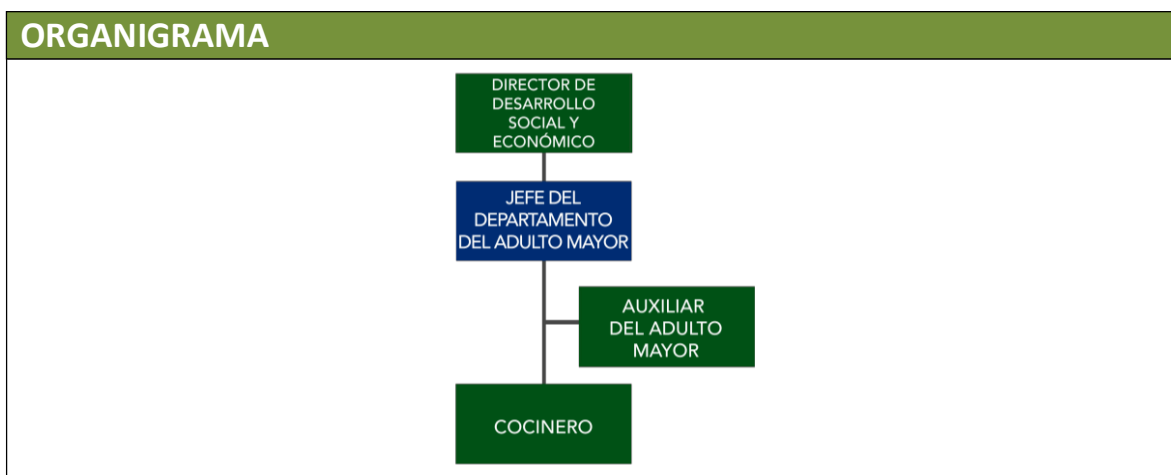 ORGANIGRAMA
DIRECTOR DE
DESARROLLO
SOCIAL Y
ECONÓMICO
JEFE DEL
DEPARTAMENTO
DEL ADULTO MAYOR
AUXILIAR
DEL ADULTO
MAYOR
COCINERO